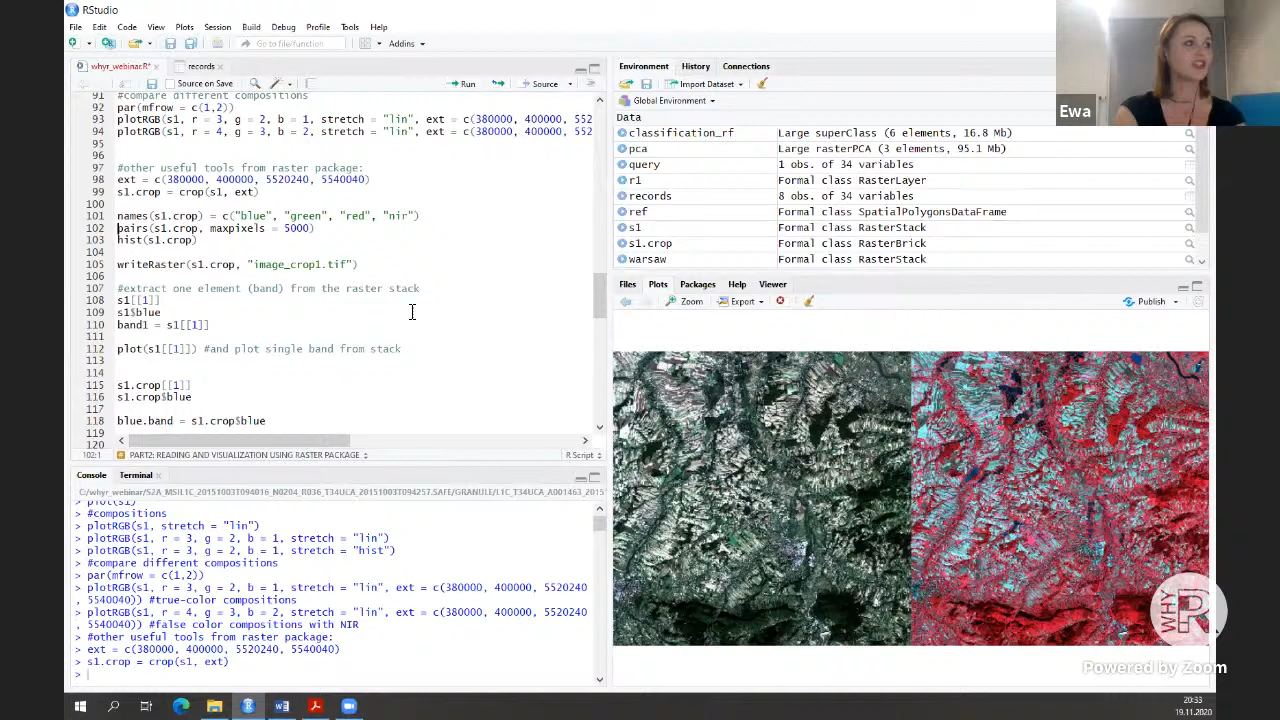 RStudio
File Edit Code View Plots Session Build Debug Profile Tools Help
Go to file/function Addins
whyr_webinar.R* records
Source on Save Run Source
91 #compare different compositions
92 par(mfrow = c(1,2))
93 plotRGB(s1, r = 3, g = 2, b = 1, stretch = "lin", ext = c(380000, 400000, 552
94 plotRGB(s1, r = 4, g = 3, b = 2, stretch = "lin", ext = c(380000, 400000, 552
95
96
97 #other useful tools from raster package:
98 ext = c(380000, 400000, 5520240, 5540040)
99 s1.crop = crop(s1, ext)
100
101 names(s1.crop) = c("blue", "green", "red", "nir")
102 pairs(s1.crop, maxpixels = 5000)
103 hist(s1.crop)
104
105 writeRaster(s1.crop, "image_crop1.tif")
106
107 #extract one element (band) from the raster stack
108 s1[[1]]
109 s1$blue
110 band1 = s1[[1]]
111
112 plot(s1[[1]]) #and plot single band from stack
113
114
115 s1.crop[[1]]
116 s1.crop$blue
117
118 blue.band = s1.crop$blue
119
120
102:1 PART2: READING AND VISUALIZATION USING RASTER PACKAGE R Script
Console Terminal
C:/whyr_webinar/S2A_MSIL1C_20151003T094016_N0204_R036_T34UCA_20151003T094257.SAFE/GRANULE/L1C_T34UCA_A001463_2015
> plot(s1)
> #compositions
> plotRGB(s1, stretch = "lin")
> plotRGB(s1, r = 3, g = 2, b = 1, stretch = "lin")
> plotRGB(s1, r = 3, g = 2, b = 1, stretch = "hist")
> #compare different compositions
> par(mfrow = c(1,2))
> plotRGB(s1, r = 3, g = 2, b = 1, stretch = "lin", ext = c(380000, 400000, 5520240
, 5540040)) #true-color compositions
> plotRGB(s1, r = 4, g = 3, b = 2, stretch = "lin", ext = c(380000, 400000, 5520240
, 5540040)) #false color compositions with NIR
> #other useful tools from raster package:
> ext = c(380000, 400000, 5520240, 5540040)
> s1.crop = crop(s1, ext)
>
Environment History Connections
Import Dataset
Global Environment
Data
classification_rf Large superClass (6 elements, 16.8 Mb)
pca Large rasterPCA (3 elements, 95.1 Mb)
query 1 obs. of 34 variables
r1 Formal class RasterLayer
records 8 obs. of 34 variables
ref Formal class SpatialPolygonsDataFrame
s1 Formal class RasterStack
s1.crop Formal class RasterBrick
warsaw Formal class RasterStack
Files Plots Packages Help Viewer
Zoom Export Publish
Ewa
WHY R
Powered by Zoom
20:33
19.11.2020